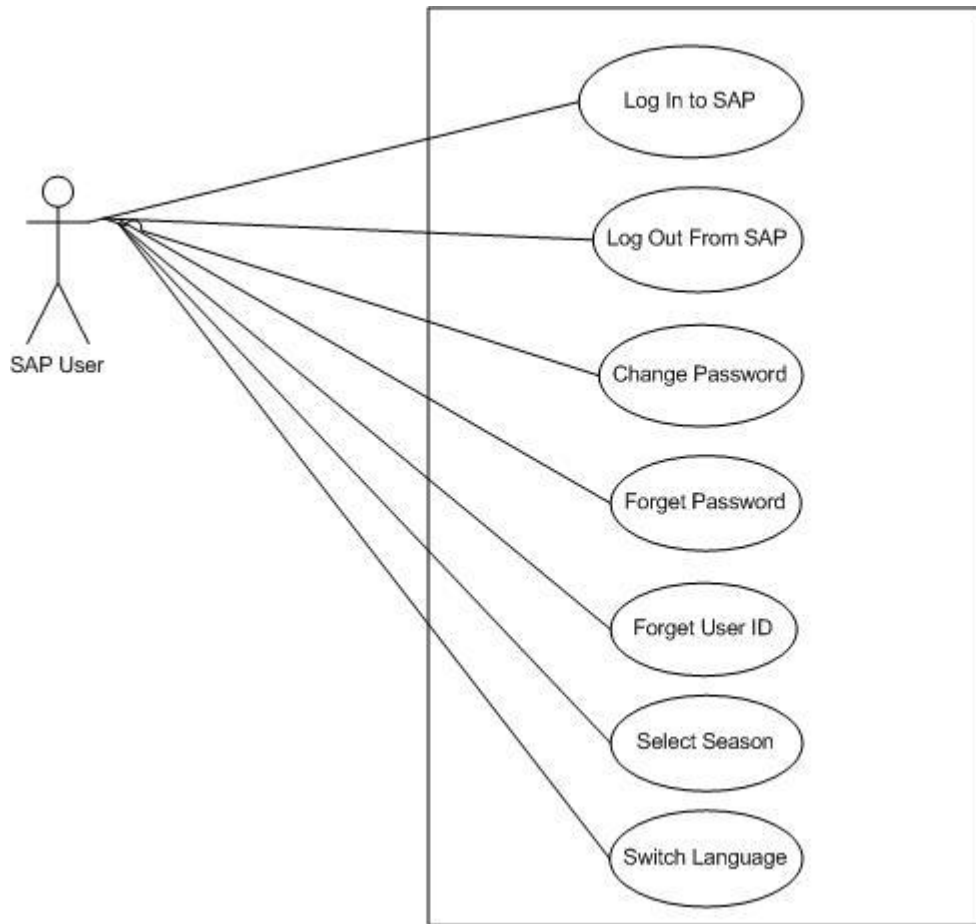 Log In to SAP
Log Out From SAP
SAP User
Change Password
Forget Password
Forget User ID
Select Season
Switch Language